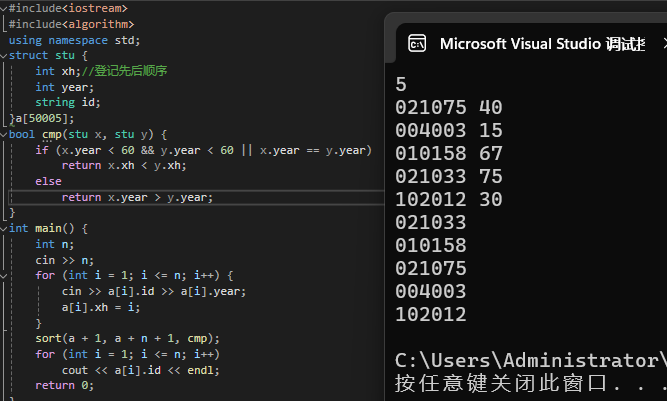 #include<iostream>
#include<algorithm>
using namespace std;
struct stu {
    int xh;//登记先后顺序
    int year;
    string id;
}a[50005];
bool cmp(stu x, stu y) {
    if (x.year < 60 && y.year < 60 || x.year == y.year)
        return x.xh < y.xh;
    else
        return x.year > y.year;
}
int main() {
    int n;
    cin >> n;
    for (int i = 1; i <= n; i++) {
        cin >> a[i].id >> a[i].year;
        a[i].xh = i;
    }
    sort(a + 1, a + n + 1, cmp);
    for (int i = 1; i <= n; i++)
        cout << a[i].id << endl;
    return 0;
Microsoft Visual Studio 调试
5
021075 40
004003 15
010158 67
021033 75
102012 30
021033
010158
021075
004003
102012
C:\Users\Administrator\
按任意键关闭此窗口. . .